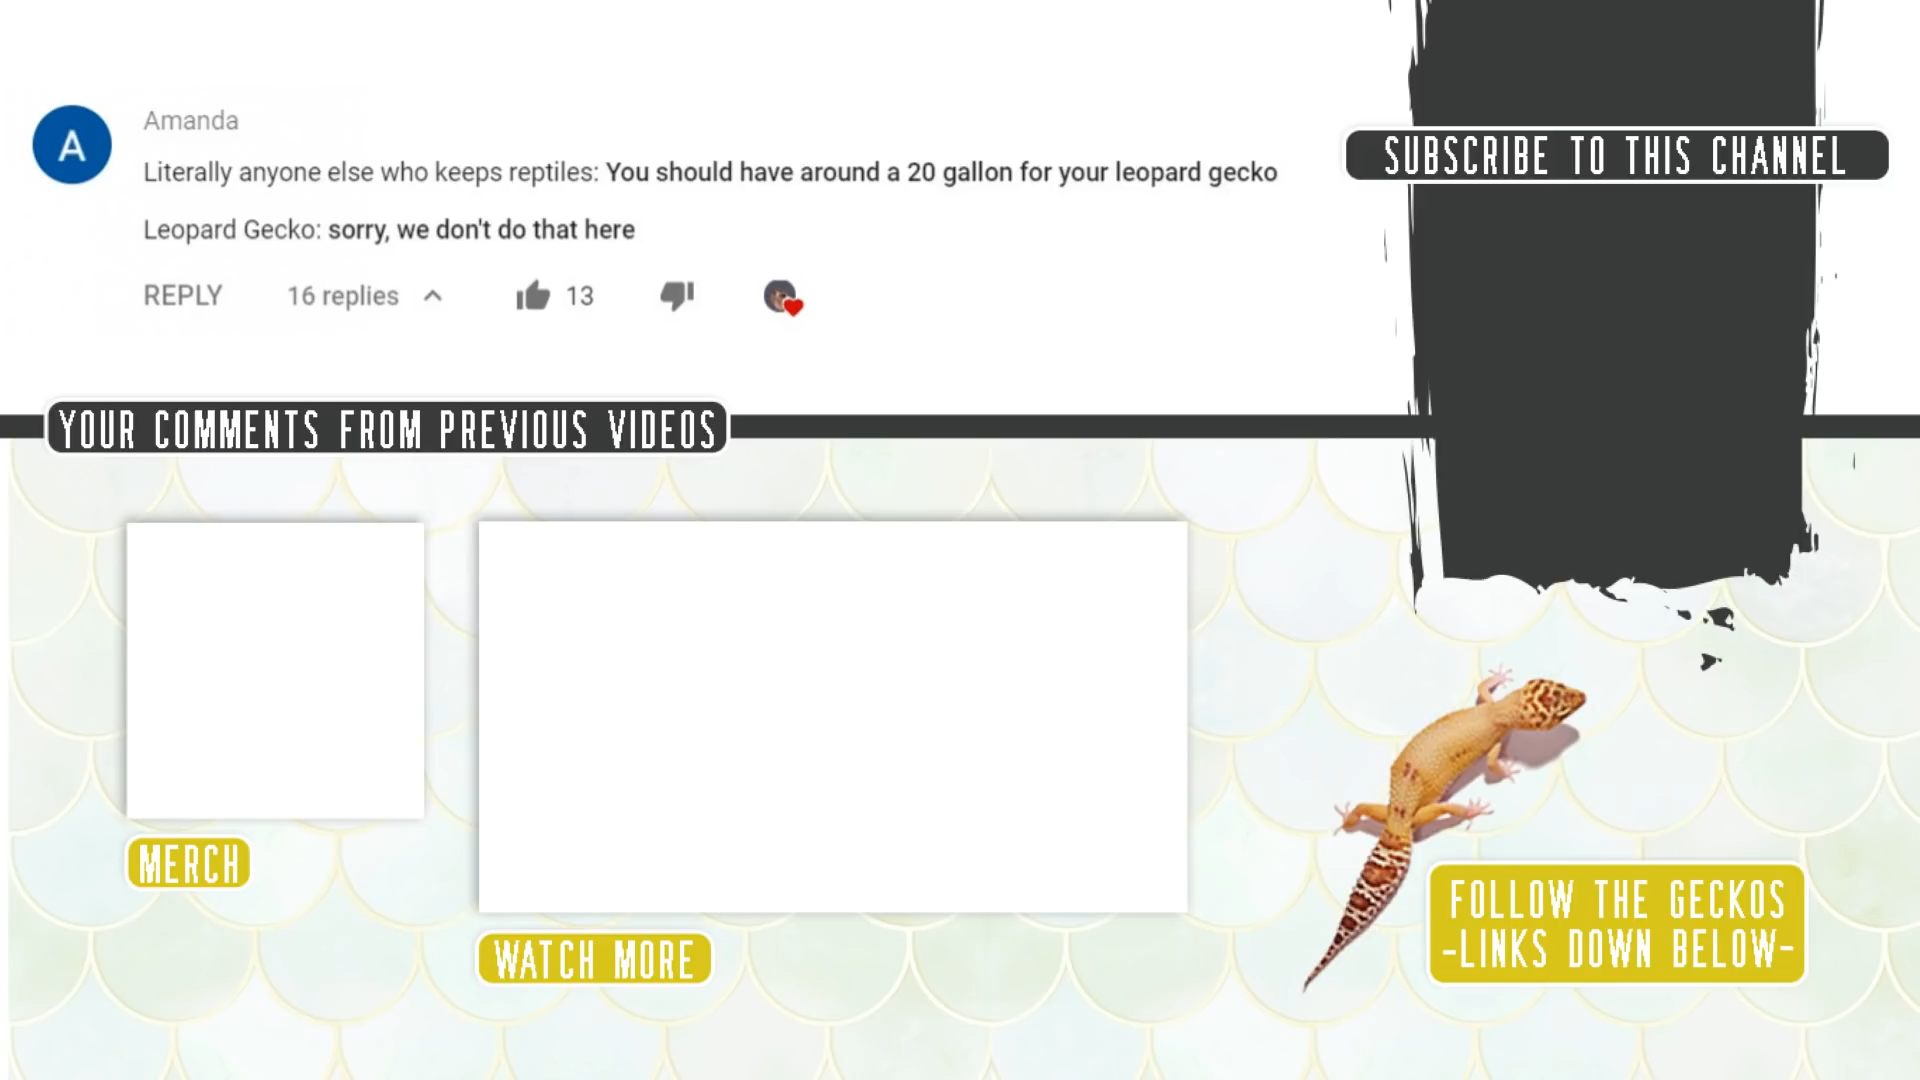 A
Amanda
Literally anyone else who keeps reptiles: You should have around a 20 gallon for your leopard gecko
Leopard Gecko: sorry, we don't do that here
REPLY 16 replies 13
SUBSCRIBE TO THIS CHANNEL
YOUR COMMENTS FROM PREVIOUS VIDEOS
MERCH
WATCH MORE
FOLLOW THE GECKOS
-LINKS DOWN BELOW-